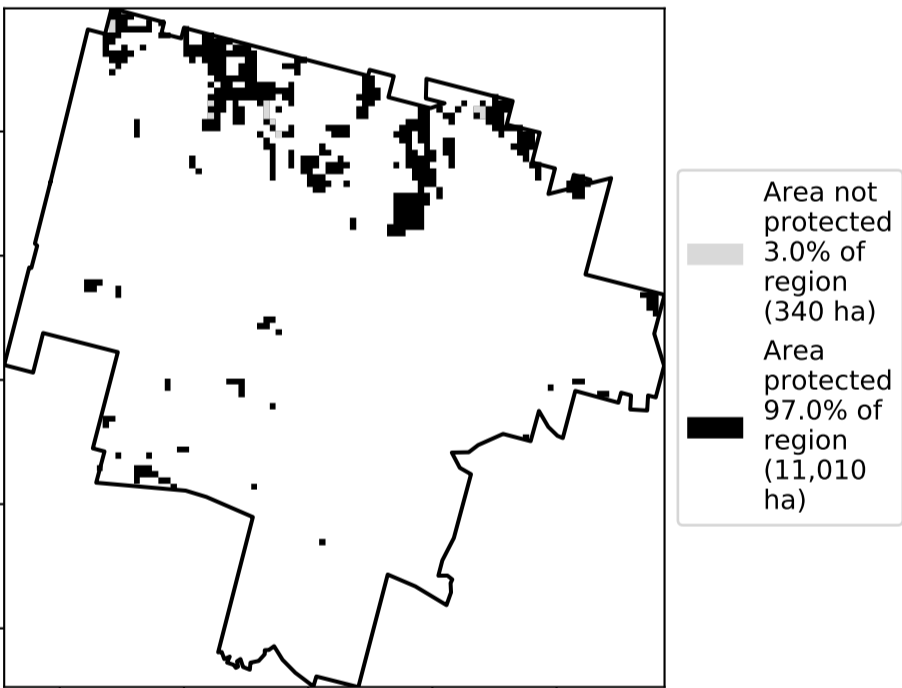 Area not
protected
3.0% of
region
(340 ha)
Area
protected
97.0% of
region
(11,010
ha)